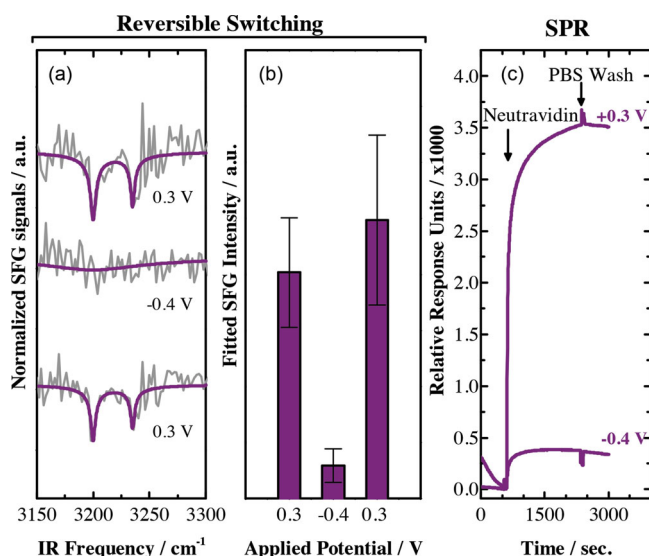 Reversible Switching
SPR
(a)
0.3 V
-0.4 V
0.3 V
Normalized SFG signals / a.u.
3150 3200 3250 3300
IR Frequency / cm⁻¹
(b)
Fitted SFG Intensity / a.u.
0.3 -0.4 0.3
Applied Potential / V
(c)
PBS Wash
Neutravidin
+0.3 V
-0.4 V
Relative Response Units / x1000
4.0
3.5
3.0
2.5
2.0
1.5
1.0
0.5
0.0
0 1500 3000
Time / sec.